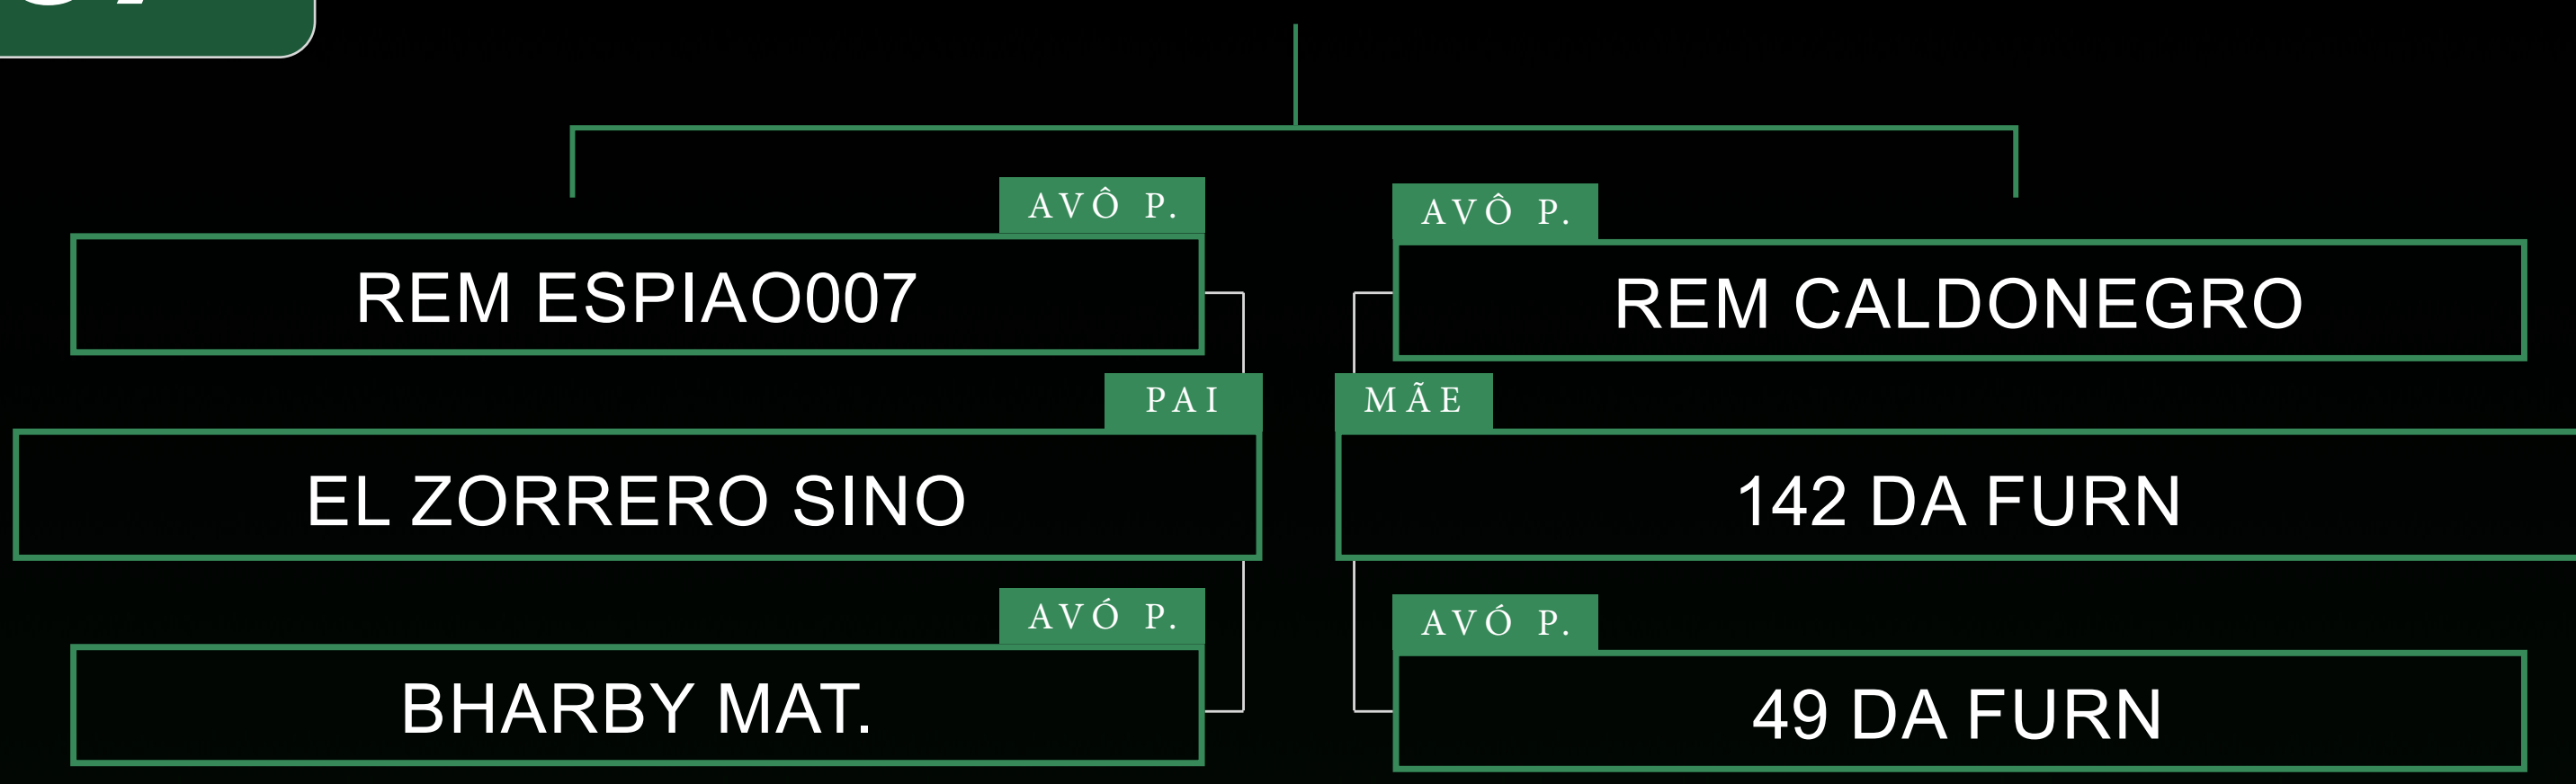 AVÔ P.
REM ESPIAO007
PAI
EL ZORRERO SINO
AVÓ P.
BHARBY MAT.
AVÔ P.
REM CALDONEGRO
MÃE
142 DA FURN
AVÓ P.
49 DA FURN